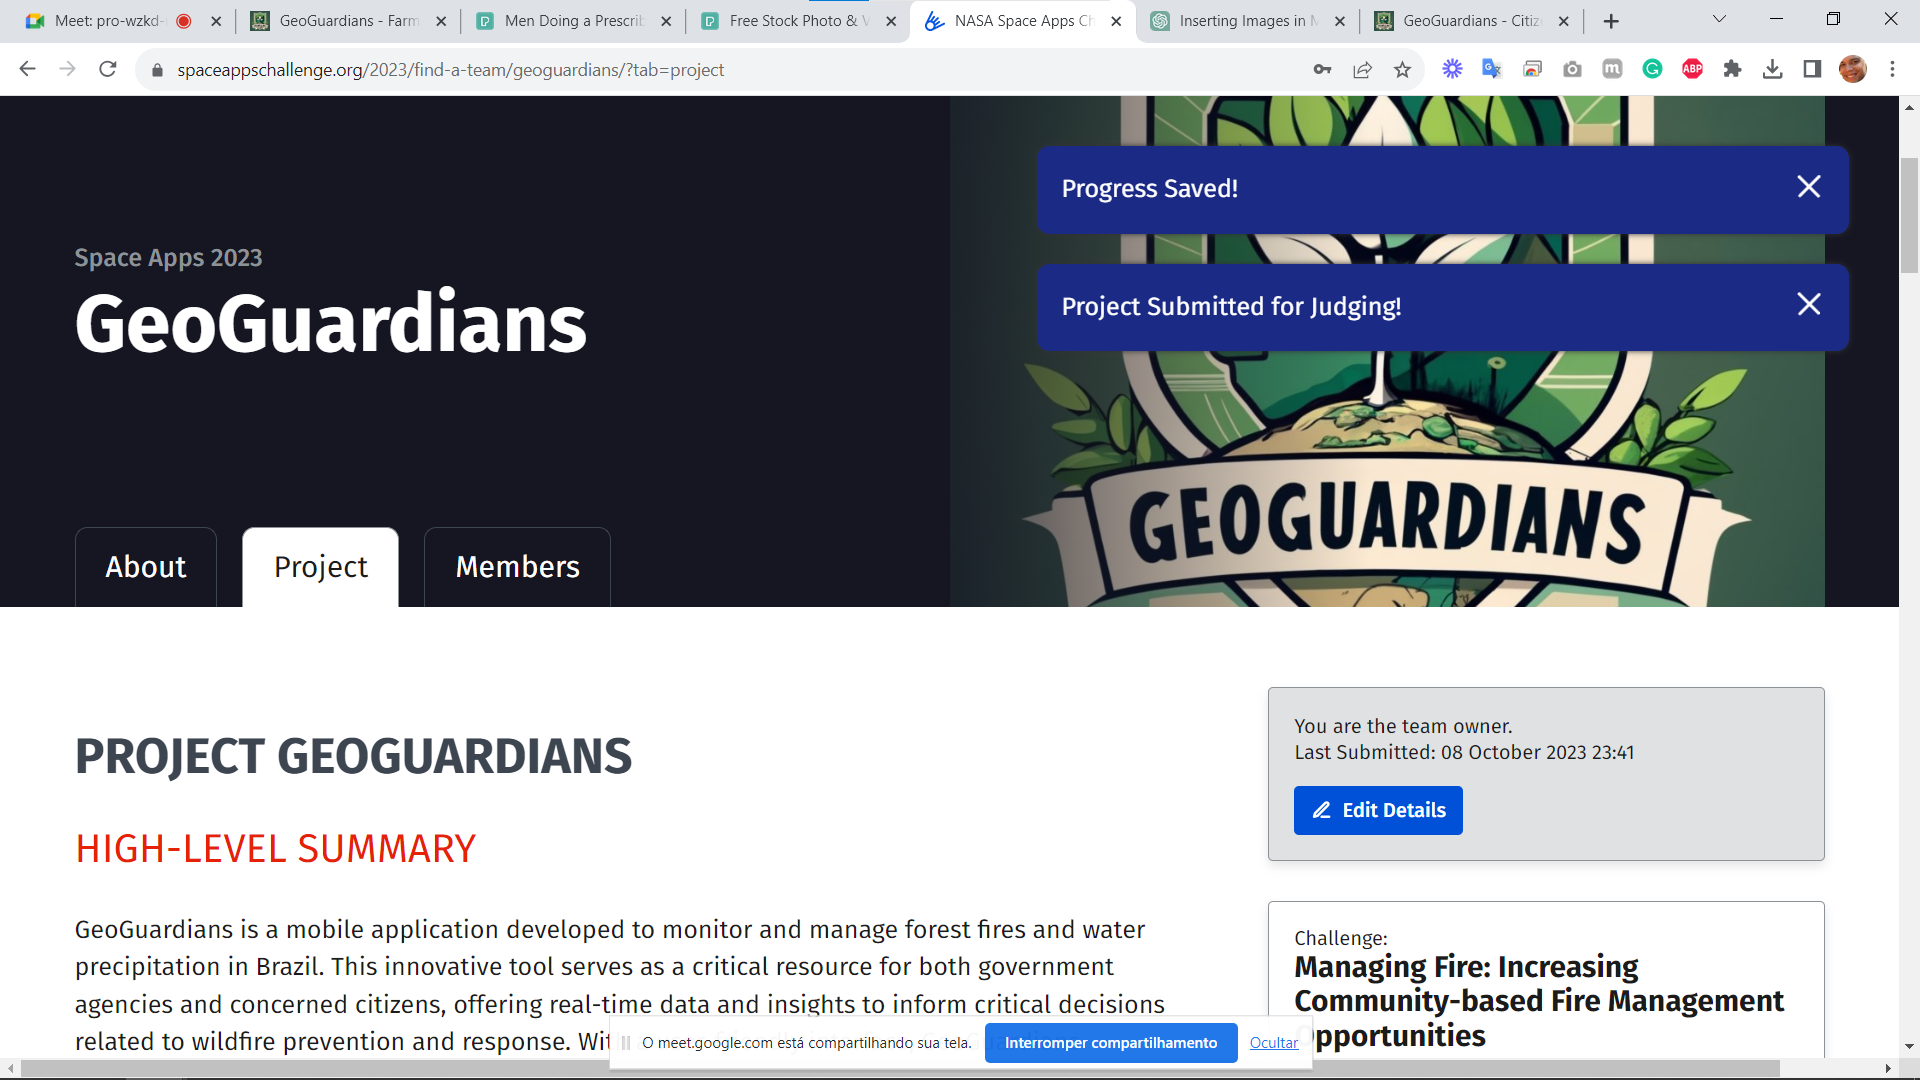 Meet: pro-wzkd-
GeoGuardians - Farm
Men Doing a Prescrib
Free Stock Photo & V
NASA Space Apps Ch
Inserting Images in M
GeoGuardians - Citiz
spaceappschallenge.org/2023/find-a-team/geoguardians/?tab=project
ABP
Progress Saved!
Project Submitted for Judging!
Space Apps 2023
GeoGuardians
GEOGUARDIANS
About
Project
Members
PROJECT GEOGUARDIANS
HIGH-LEVEL SUMMARY
GeoGuardians is a mobile application developed to monitor and manage forest fires and water
precipitation in Brazil. This innovative tool serves as a critical resource for both government
agencies and concerned citizens, offering real-time data and insights to inform critical decisions
related to wildfire prevention and response.
You are the team owner.
Last Submitted: 08 October 2023 23:41
Edit Details
Challenge:
Managing Fire: Increasing
Community-based Fire Management
Opportunities
O meet.google.com está compartilhando sua tela.
Interromper compartilhamento
Ocultar